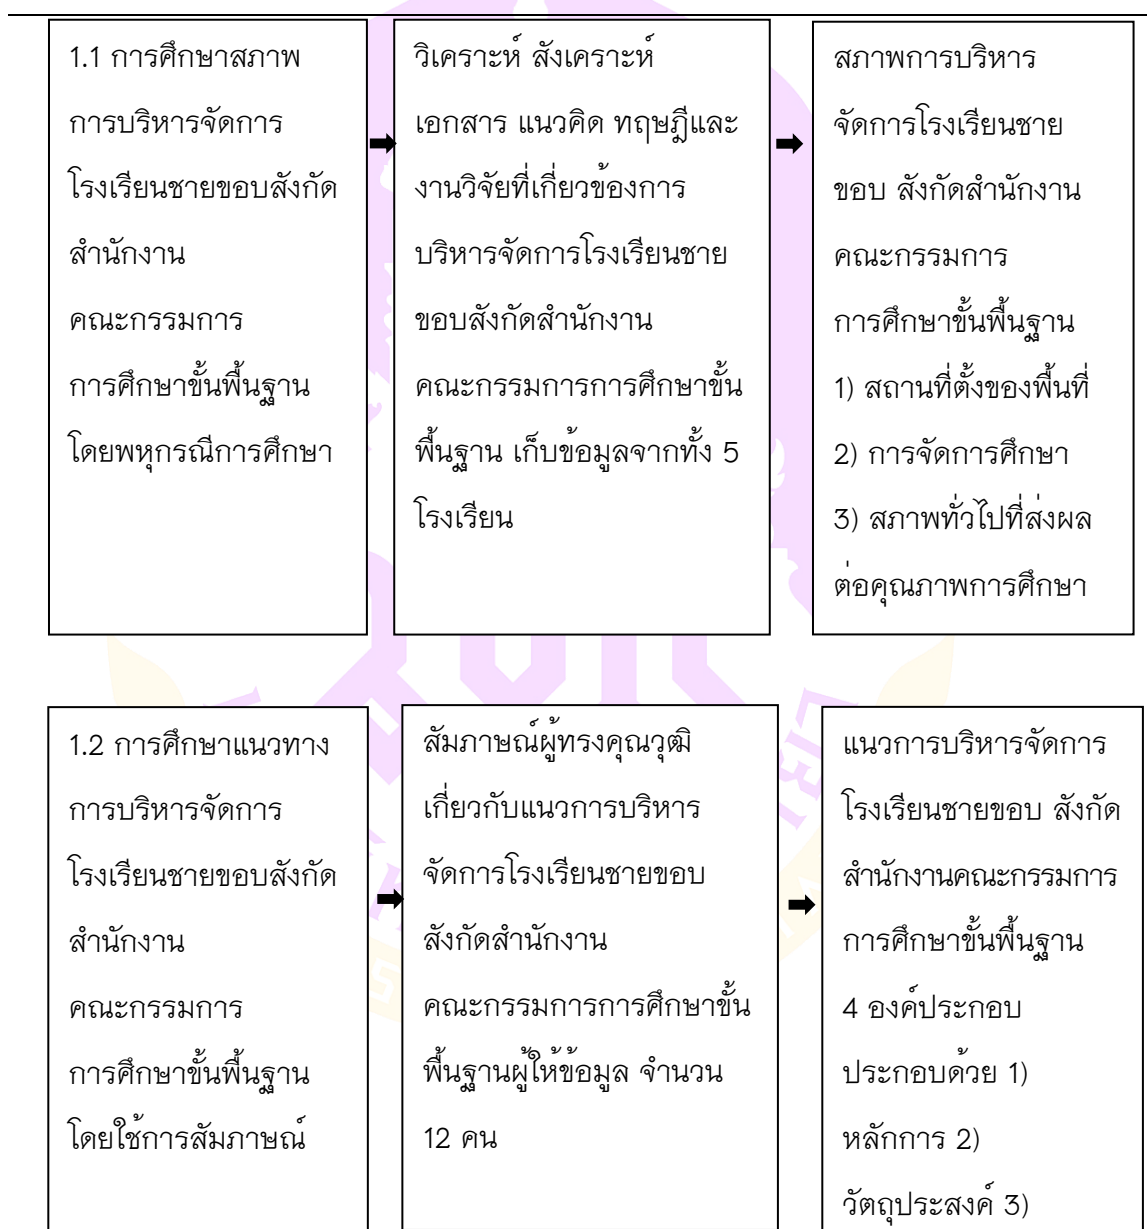 1.1 การศึกษาสภาพ
การบริหารจัดการ
โรงเรียนชายขอบสังกัด
สำนักงาน
คณะกรรมการ
การศึกษาขั้นพื้นฐาน
โดยพหุกรณีการศึกษา
วิเคราะห์ สังเคราะห์
เอกสาร แนวคิด ทฤษฎีและ
งานวิจัยที่เกี่ยวข้องการ
บริหารจัดการโรงเรียนชาย
ขอบสังกัดสำนักงาน
คณะกรรมการการศึกษาขั้น
พื้นฐาน เก็บข้อมูลจากทั้ง 5
โรงเรียน
สภาพการบริหาร
จัดการโรงเรียนชาย
ขอบ สังกัดสำนักงาน
คณะกรรมการ
การศึกษาขั้นพื้นฐาน
1) สถานที่ตั้งของพื้นที่
2) การจัดการศึกษา
3) สภาพทั่วไปที่ส่งผล
ต่อคุณภาพการศึกษา
1.2 การศึกษาแนวทาง
การบริหารจัดการ
โรงเรียนชายขอบสังกัด
สำนักงาน
คณะกรรมการ
การศึกษาขั้นพื้นฐาน
โดยใช้การสัมภาษณ์
สัมภาษณ์ผู้ทรงคุณวุฒิ
เกี่ยวกับแนวการบริหาร
จัดการโรงเรียนชายขอบ
สังกัดสำนักงาน
คณะกรรมการการศึกษาขั้น
พื้นฐานผู้ให้ข้อมูล จำนวน
12 คน
แนวการบริหารจัดการ
โรงเรียนชายขอบ สังกัด
สำนักงานคณะกรรมการ
การศึกษาขั้นพื้นฐาน
4 องค์ประกอบ
ประกอบด้วย 1)
หลักการ 2)
วัตถุประสงค์ 3)